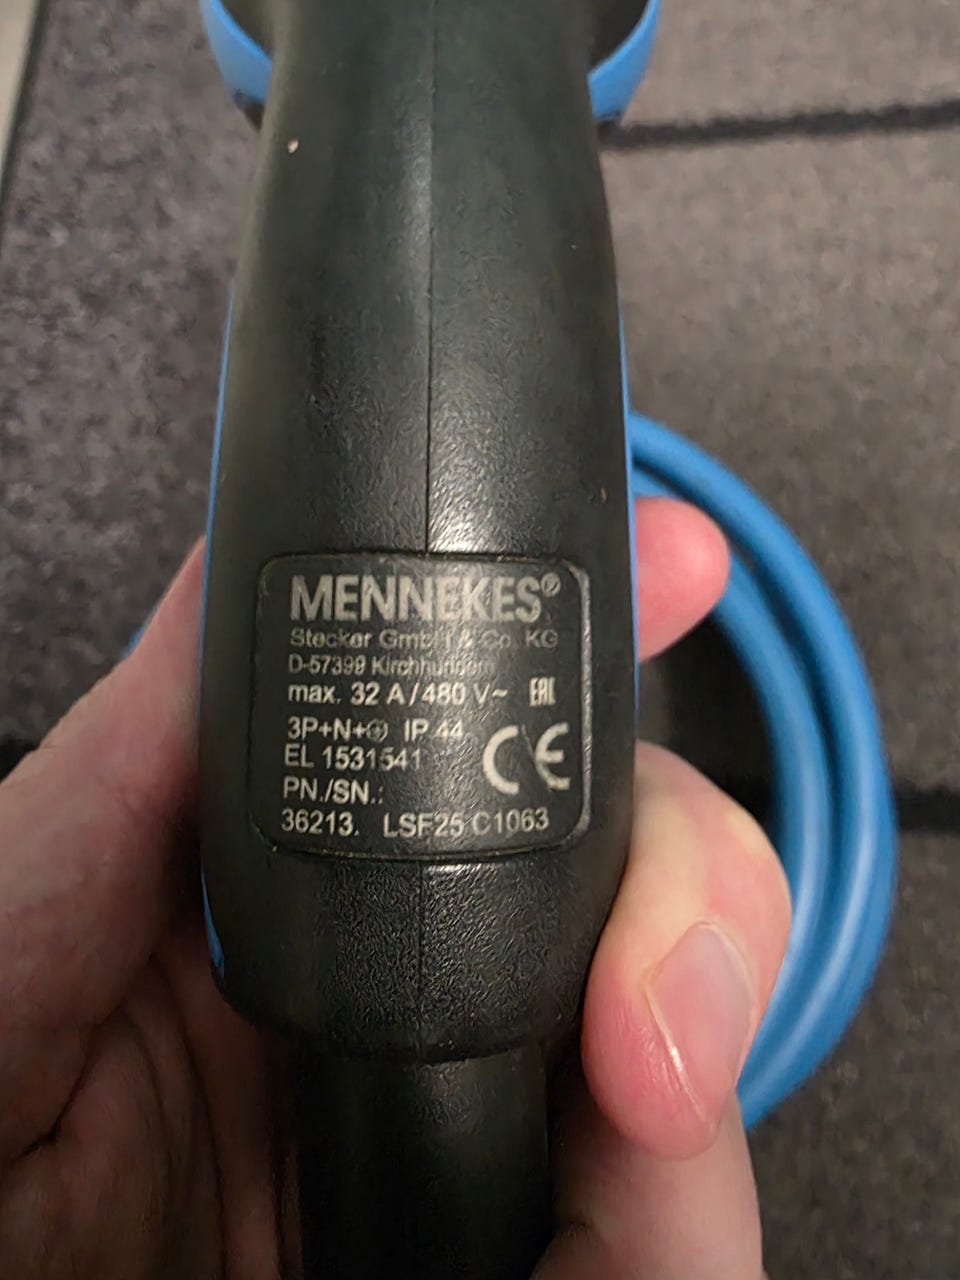 MENNEKES®
Stecker GmbH & Co. KG
D-57399 Kirchhundem
max. 32 A / 480 V~ EAC
3P+N+⏚ IP 44
CE
EL 1531541
PN./SN.:
36213. LSF25 C1063